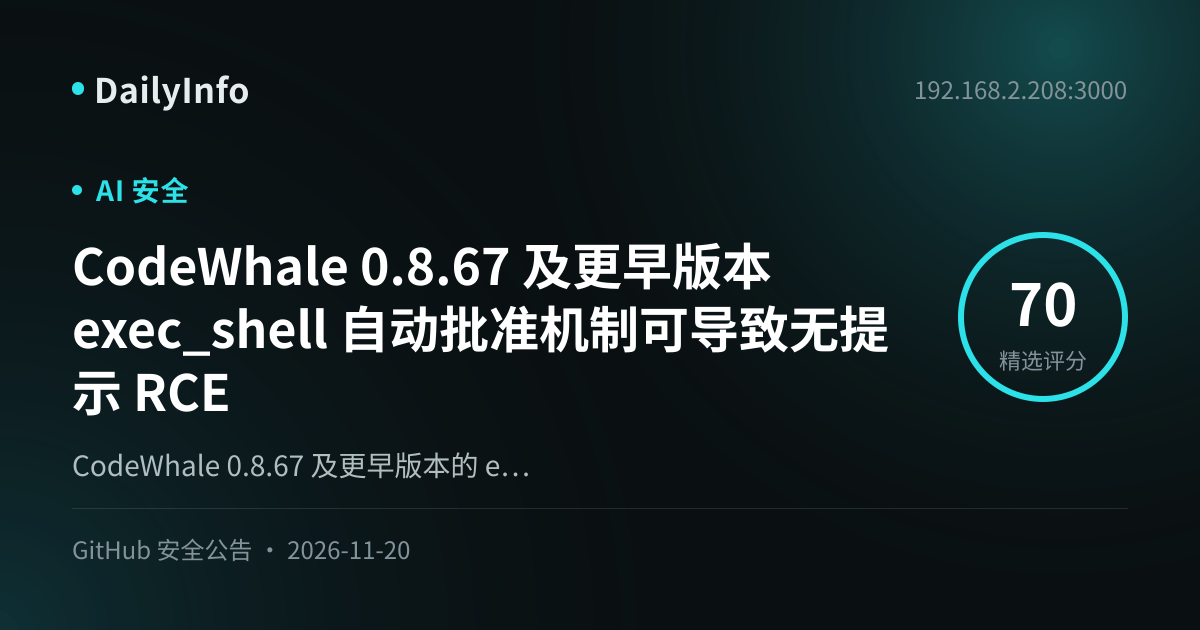 DailyInfo
192.168.2.208:3000
AI 安全
CodeWhale 0.8.67 及更早版本
exec_shell 自动批准机制可导致无提
示 RCE
70
精选评分
CodeWhale 0.8.67 及更早版本的 e…
GitHub 安全公告 · 2026-11-20